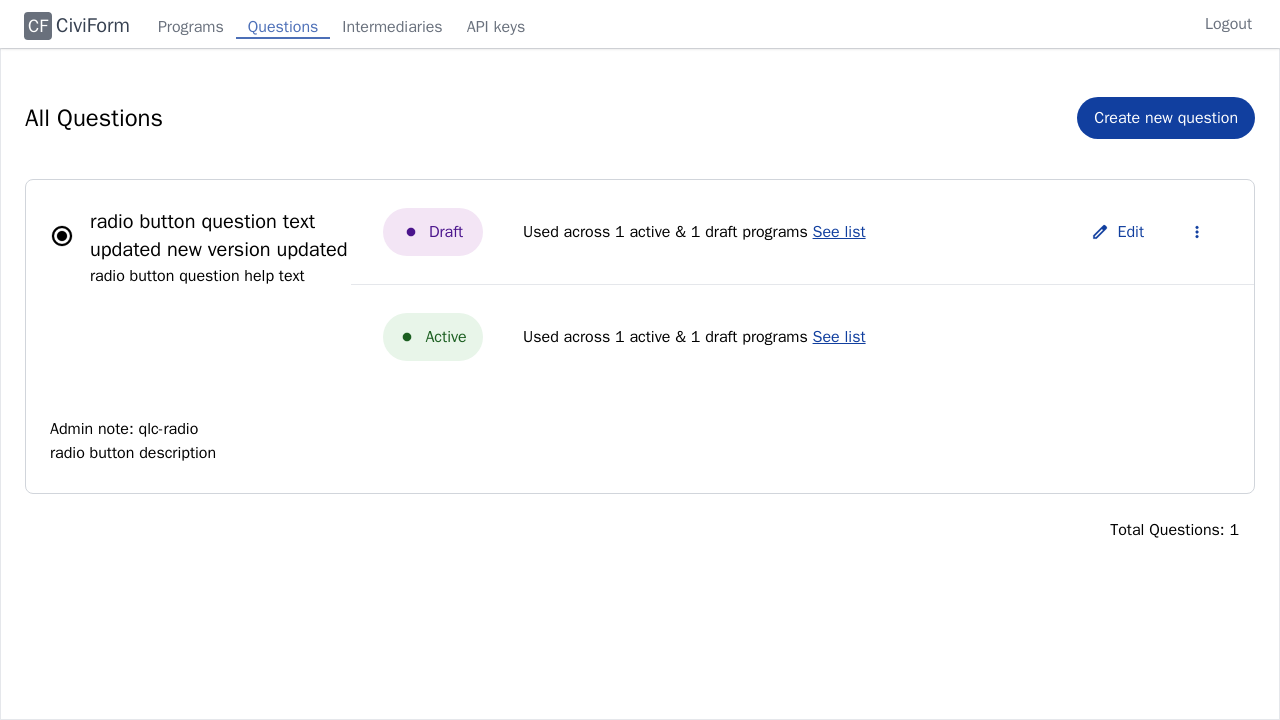 CF CiviForm
Programs
Questions
Intermediaries
API keys
Logout
All Questions
Create new question
radio button question text
updated new version updated
radio button question help text
Draft
Used across 1 active & 1 draft programs See list
Edit
Active
Used across 1 active & 1 draft programs See list
Admin note: qlc-radio
radio button description
Total Questions: 1